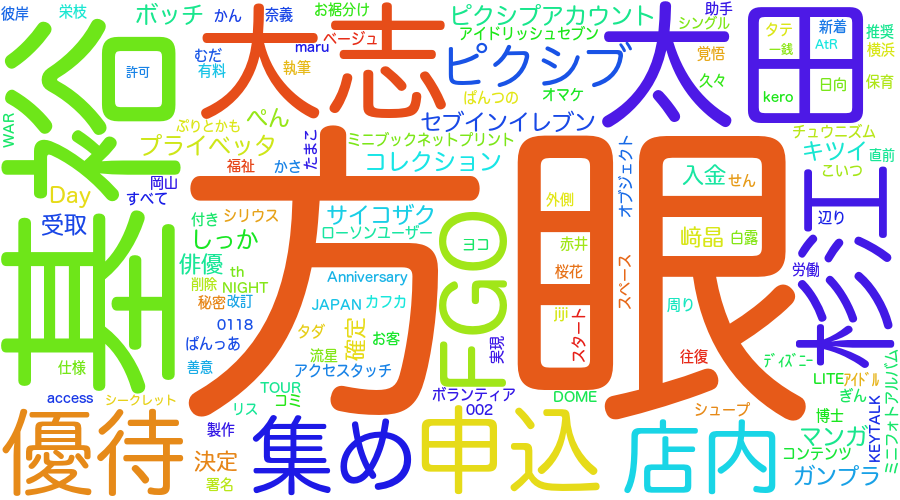 彼岸
栄枝
ボッチ
かん
奈義
お裾分け
ピクシブアカウント
助手
大志
太田
裕
基
むだ
maru
ベージュ
アイドリッシュセブン
シングル
タテ
新着
推奨
有料
執筆
ピクシブ
覚悟
一銭
AtR
横浜
許可
久々
日向
保育
ぱんつの
オマケ
kero
WAR
ぷりとかも
ぺん
セブインイレブン
チュウニズム
プライベッタ
たまこ
ミニブックネットプリント
キツイ
直前
福祉
かさ
コレクション
オブジェクト
入金
せん
こいつ
Day
岡山
すべて
方眼
外側
杉江
受取
付き
シリウス
サイコザク
ローソンユーザー
FGO
ヨコ
赤井
﨑晶
白露
辺り
しっか
俳優
th
NIGHT
Anniversary
桜花
スペース
労働
削除
秘密
改訂
JAPAN
カフカ
jiji
周り
0118
タダ
確定
お客
スタート
ぱんつあ
流星
実現
往復
ディズニー
仕様
善意
アクセスタッチ
LITE
アイドル
TOUR
コミ
ボランティア
DOME
ぎん
ミニフォトアルバム
access
シークレット
リス
002
シュープ
博士
KEYTALK
優待
製作
集め
申込
店内
マンガ
コンテンツ
決定
署名
ガンプラ